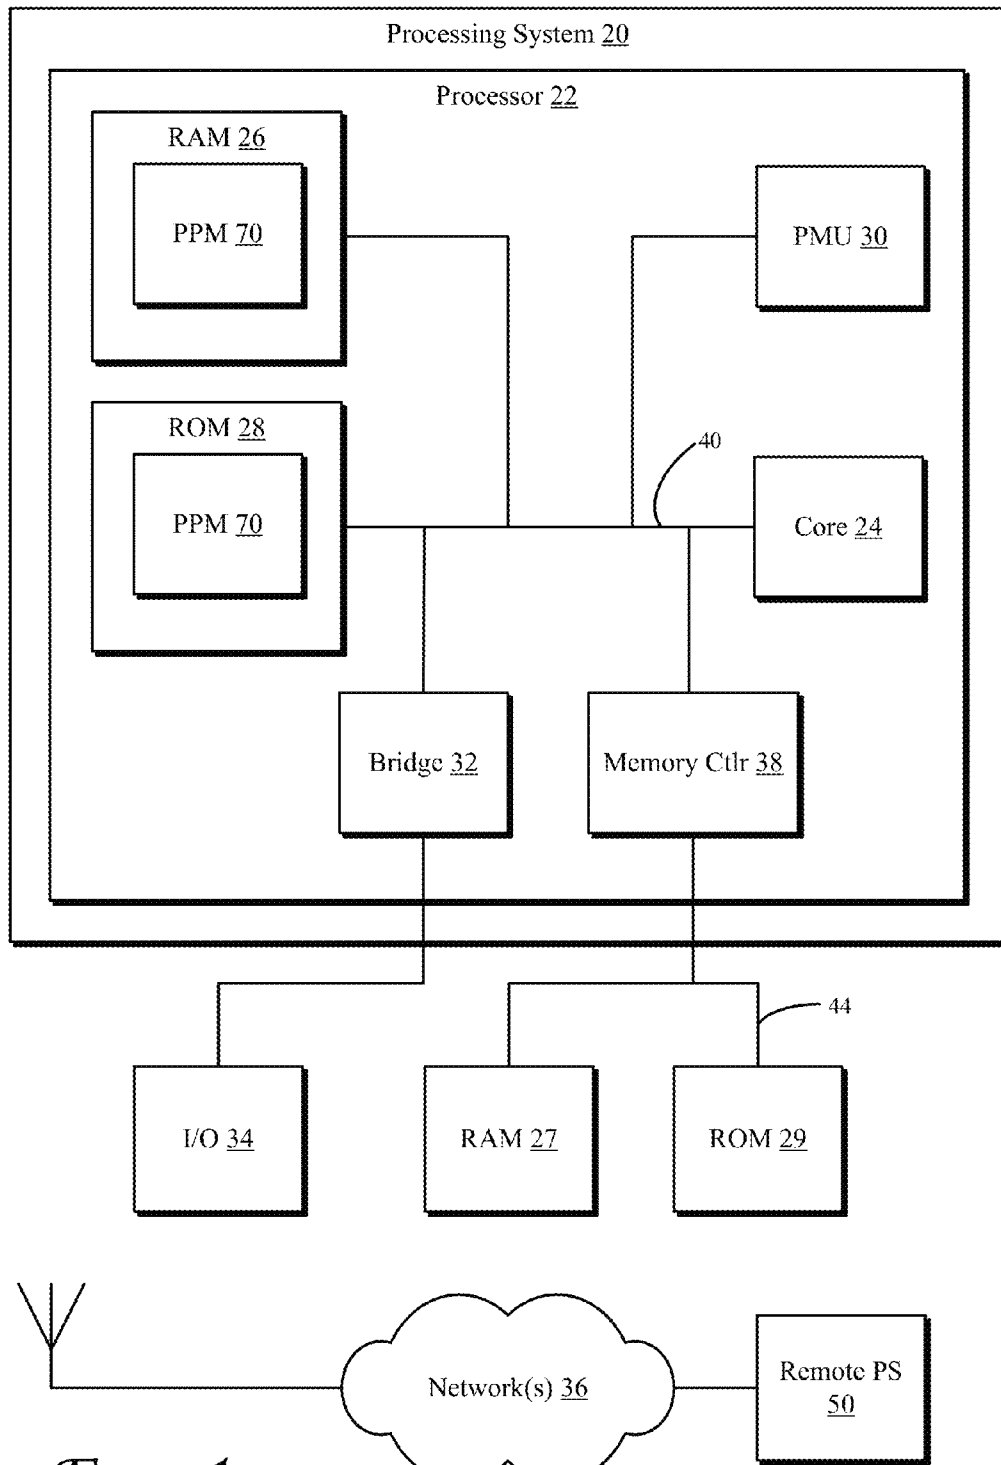 Processing System 20
Processor 22
RAM 26
PPM 70
PMU 30
ROM 28
PPM 70
40
Core 24
Bridge 32
Memory Ctlr 38
44
I/O 34
RAM 27
ROM 29
Network(s) 36
Remote PS
50